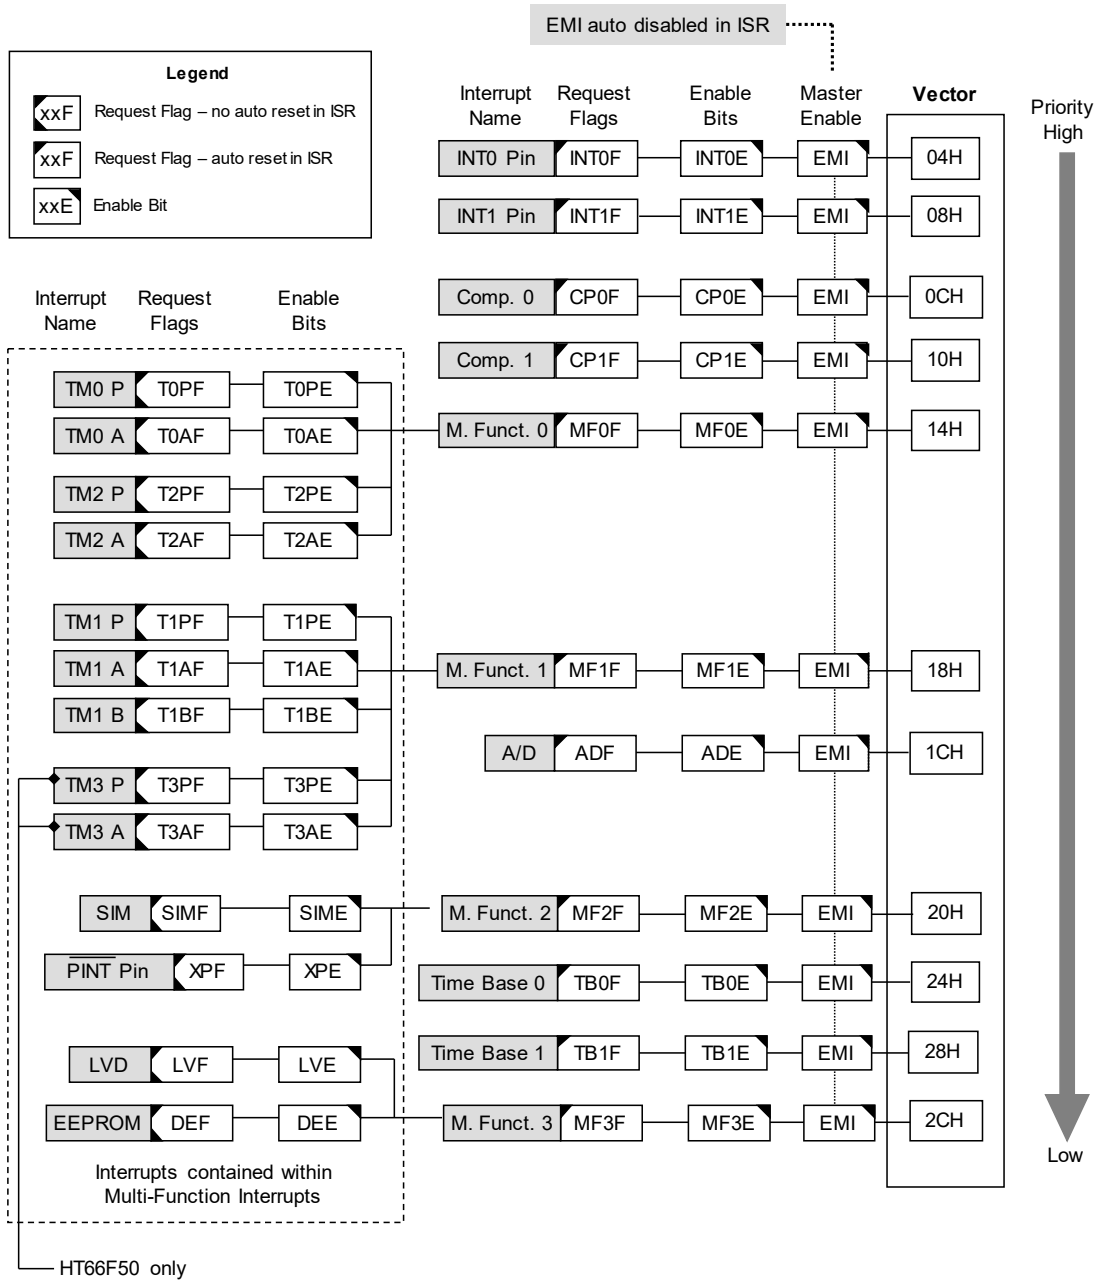 EMI auto disabled in ISR
Legend
xxF Request Flag – no auto reset in ISR
xxF Request Flag – auto reset in ISR
xxE Enable Bit
Interrupt Name Request Flags Enable Bits Master Enable Vector
Priority High
INT0 Pin INT0F INT0E EMI 04H
INT1 Pin INT1F INT1E EMI 08H
Interrupt Name Request Flags Enable Bits
Comp. 0 CP0F CP0E EMI 0CH
Comp. 1 CP1F CP1E EMI 10H
TM0 P T0PF T0PE
TM0 A T0AF T0AE M. Funct. 0 MF0F MF0E EMI 14H
TM2 P T2PF T2PE
TM2 A T2AF T2AE
TM1 P T1PF T1PE
TM1 A T1AF T1AE M. Funct. 1 MF1F MF1E EMI 18H
TM1 B T1BF T1BE
A/D ADF ADE EMI 1CH
TM3 P T3PF T3PE
TM3 A T3AF T3AE
SIM SIMF SIME M. Funct. 2 MF2F MF2E EMI 20H
PINT Pin XPF XPE
Time Base 0 TB0F TB0E EMI 24H
LVD LVF LVE Time Base 1 TB1F TB1E EMI 28H
EEPROM DEF DEE M. Funct. 3 MF3F MF3E EMI 2CH
Low
Interrupts contained within
Multi-Function Interrupts
HT66F50 only